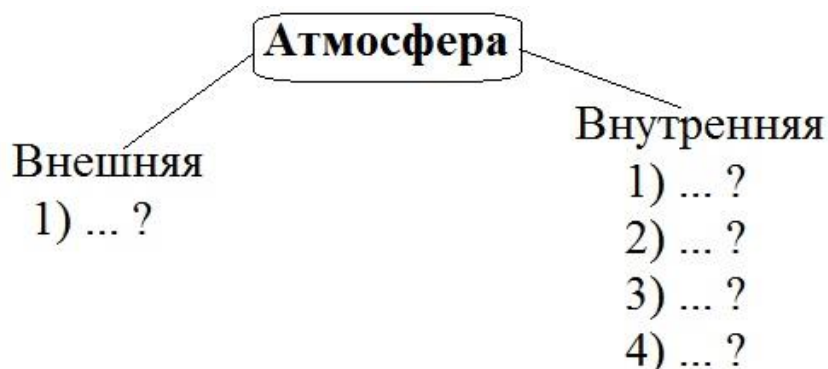 Атмосфера
Внешняя
1) ... ?
Внутренняя
1) ... ?
2) ... ?
3) ... ?
4) ... ?